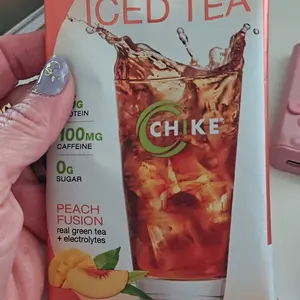 ICED TEA
CHIKE
PROTEIN
100MG
CAFFEINE
0G
SUGAR
PEACH
FUSION
real green tea
+ electrolytes